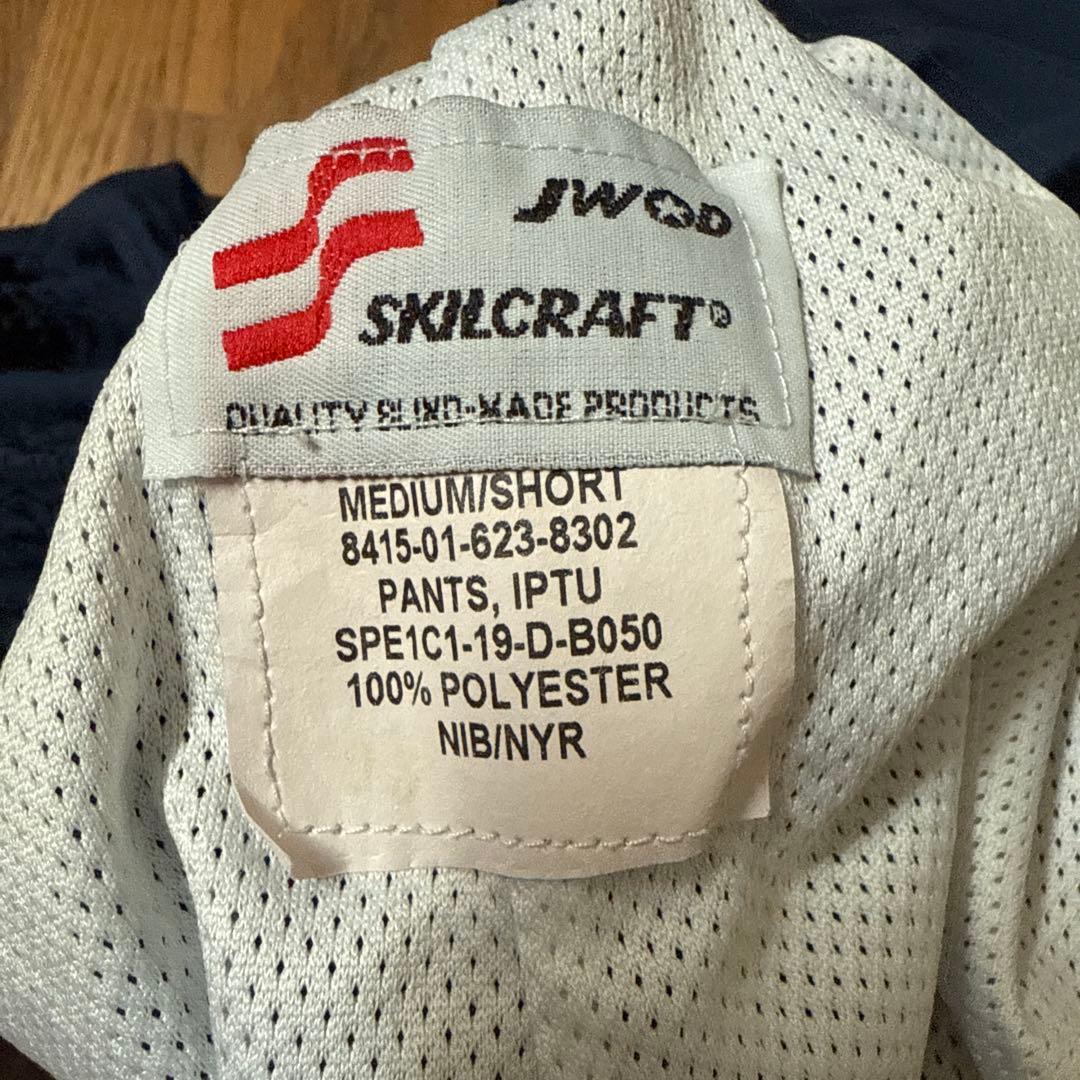 JWOD
SKILCRAFT®
QUALITY BLIND-MADE PRODUCTS
MEDIUM/SHORT
8415-01-623-8302
PANTS, IPTU
SPE1C1-19-D-B050
100% POLYESTER
NIB/NYR